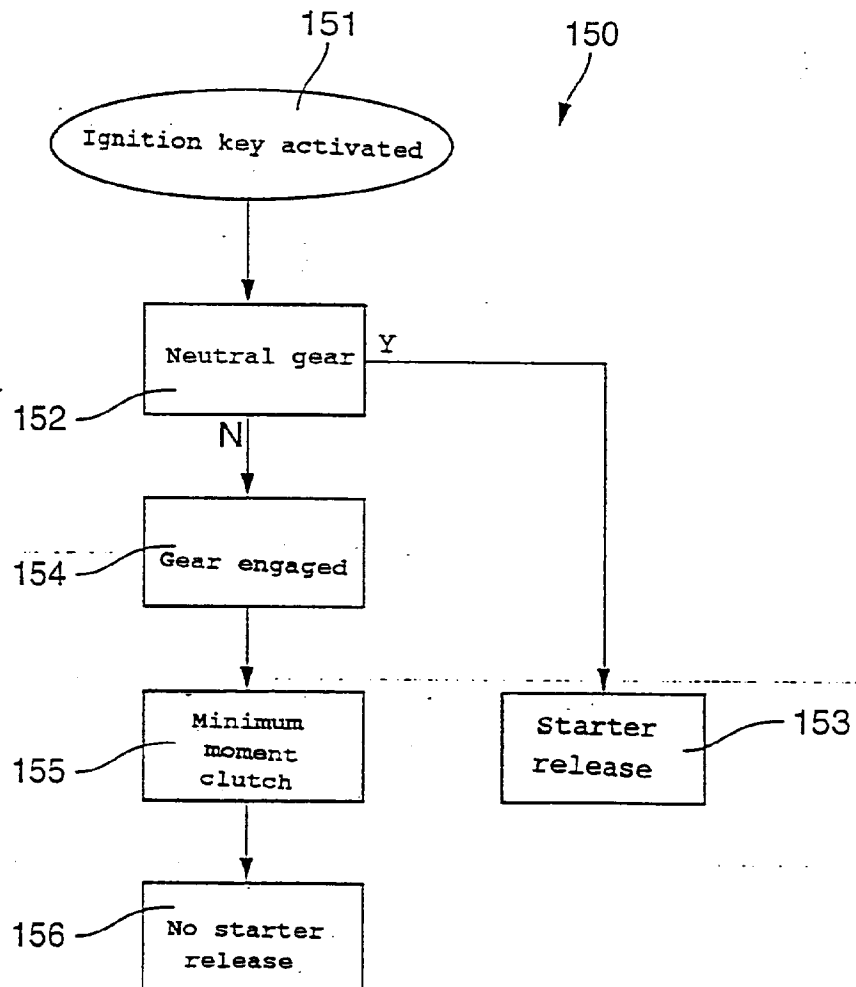 151
150
Ignition key activated
Neutral gear
Y
152
N
154
Gear engaged
Minimum
moment
clutch
155
Starter
release
153
156
No starter
release